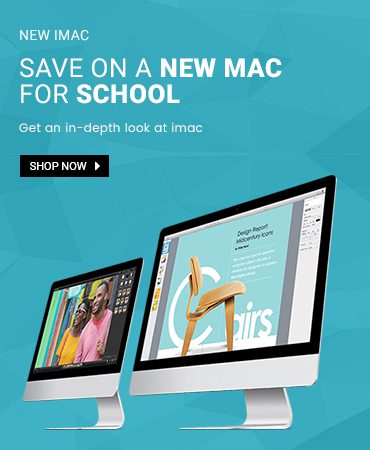 NEW IMAC
SAVE ON A NEW MAC
FOR SCHOOL
Get an in-depth look at imac
SHOP NOW
Design Report:
Midcentury Icons
airs